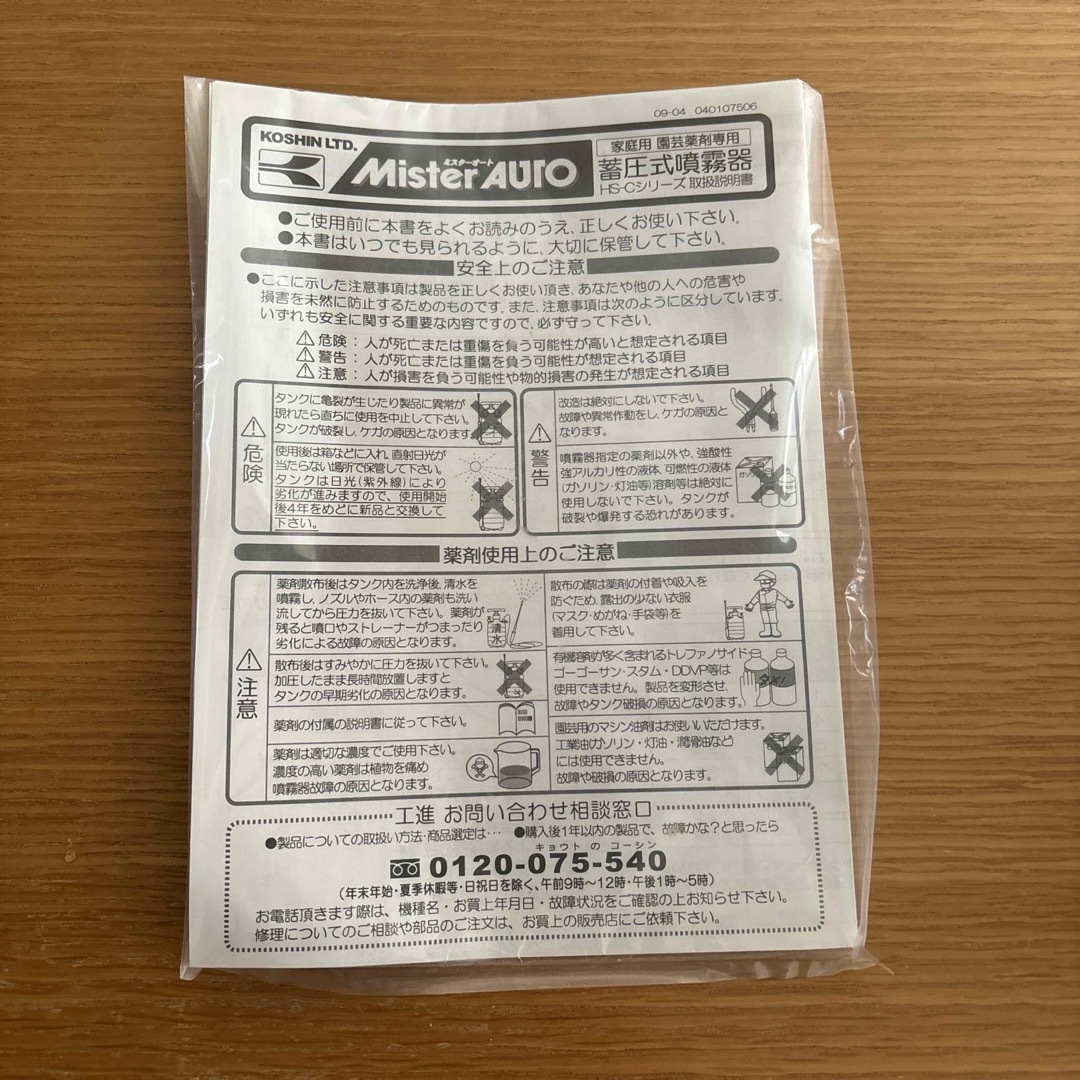 09-04 040107506
KOSHIN LTD.
ミスターオート
Mister AUTO
家庭用 園芸薬剤専用
蓄圧式噴霧器
HS-Cシリーズ 取扱説明書
●ご使用前に本書をよくお読みのうえ、正しくお使い下さい。
●本書はいつでも見られるように、大切に保管して下さい。
安全上のご注意
●ここに示した注意事項は製品を正しくお使い頂き、あなたや他の人への危害や
損害を未然に防止するためのものです。また、注意事項は次のように区分しています。
いずれも安全に関する重要な内容ですので、必ず守って下さい。
⚠危険：人が死亡または重傷を負う可能性が高いと想定される項目
⚠警告：人が死亡または重傷を負う可能性が想定される項目
⚠注意：人が損害を負う可能性や物的損害の発生が想定される項目
⚠危険
タンクに亀裂が生じたり製品に異常が
現れたら直ちに使用を中止して下さい。
タンクが破裂し、ケガの原因となります。
使用後は箱などに入れ、直射日光が
当たらない場所で保管して下さい。
タンクは日光(紫外線)により
劣化が進みますので、使用開始
後4年をめどに新品と交換して
下さい。
⚠警告
改造は絶対にしないで下さい。
故障や異常作動をし、ケガの原因と
なります。
噴霧器指定の薬剤以外や、強酸性
強アルカリ性の液体、可燃性の液体
(ガソリン・灯油等)溶剤等は絶対に
使用しないで下さい。タンクが
破裂や爆発する恐れがあります。
薬剤使用上のご注意
⚠注意
薬剤散布後はタンク内を洗浄後、清水を
噴霧し、ノズルやホース内の薬剤も洗い
流してから圧力を抜いて下さい。薬剤が
残ると噴口やストレーナーがつまったり
劣化による故障の原因となります。
清水
散布後はすみやかに圧力を抜いて下さい。
加圧したまま長時間放置しますと
タンクの早期劣化の原因となります。
薬剤の付属の説明書に従って下さい。
薬剤は適切な濃度でご使用下さい。
濃度の高い薬剤は植物を痛め
噴霧器故障の原因となります。
散布の際は薬剤の付着や吸入を
防ぐため、露出の少ない衣服
(マスク・めがね・手袋等)を
着用して下さい。
有機溶剤が多く含まれるトレファノサイド
ゴーゴーサン・スタム・DDVP等は
使用できません。製品を変形させ、
故障やタンク破損の原因となります。
ダメ!
園芸用のマシン油剤はお使いいただけます。
工業油(ガソリン・灯油・潤滑油など)
には使用できません。
故障や破損の原因となります。
工進 お問い合わせ相談窓口
●製品についての取扱い方法・商品選定は… ●購入後1年以内の製品で、故障かな？と思ったら
キョウト の コーシン
0120-075-540
(年末年始・夏季休暇等・日祝日を除く、午前9時〜12時・午後1時〜5時)
お電話頂きます際は、機種名・お買上年月日・故障状況をご確認の上お知らせ下さい。
修理についてのご相談や部品のご注文は、お買上の販売店にご依頼下さい。